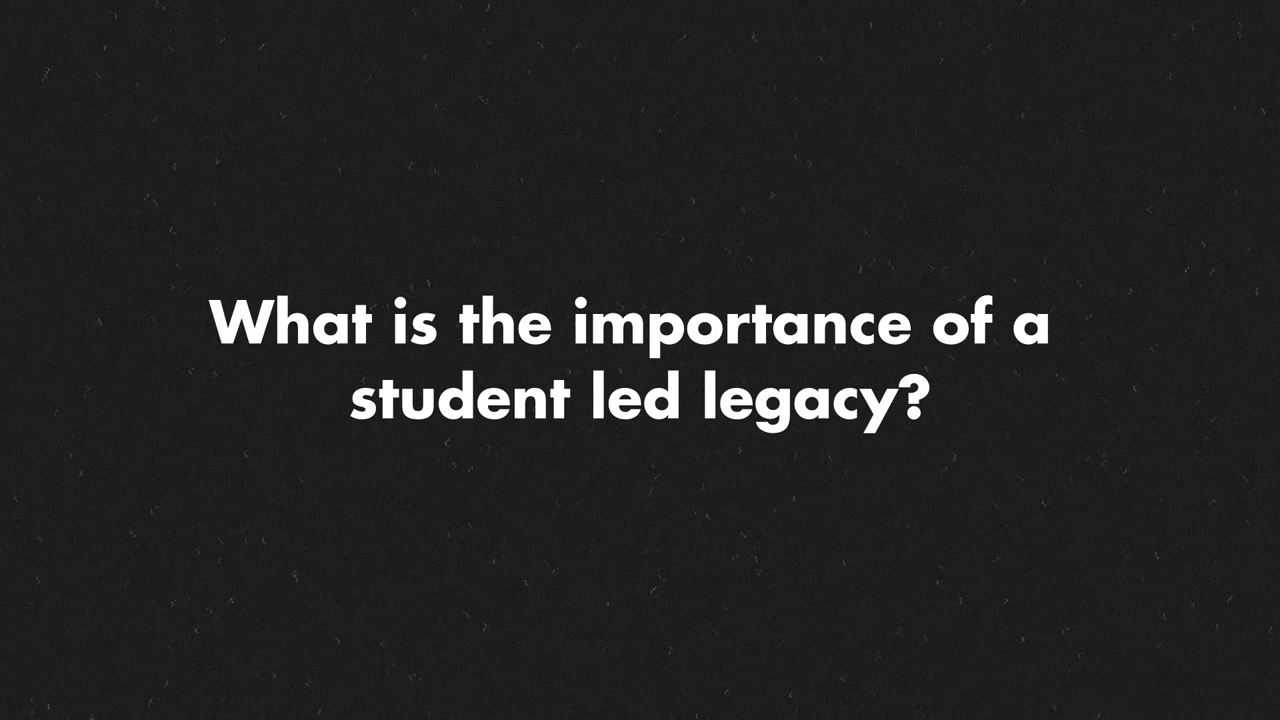 What is the importance of a
student led legacy?